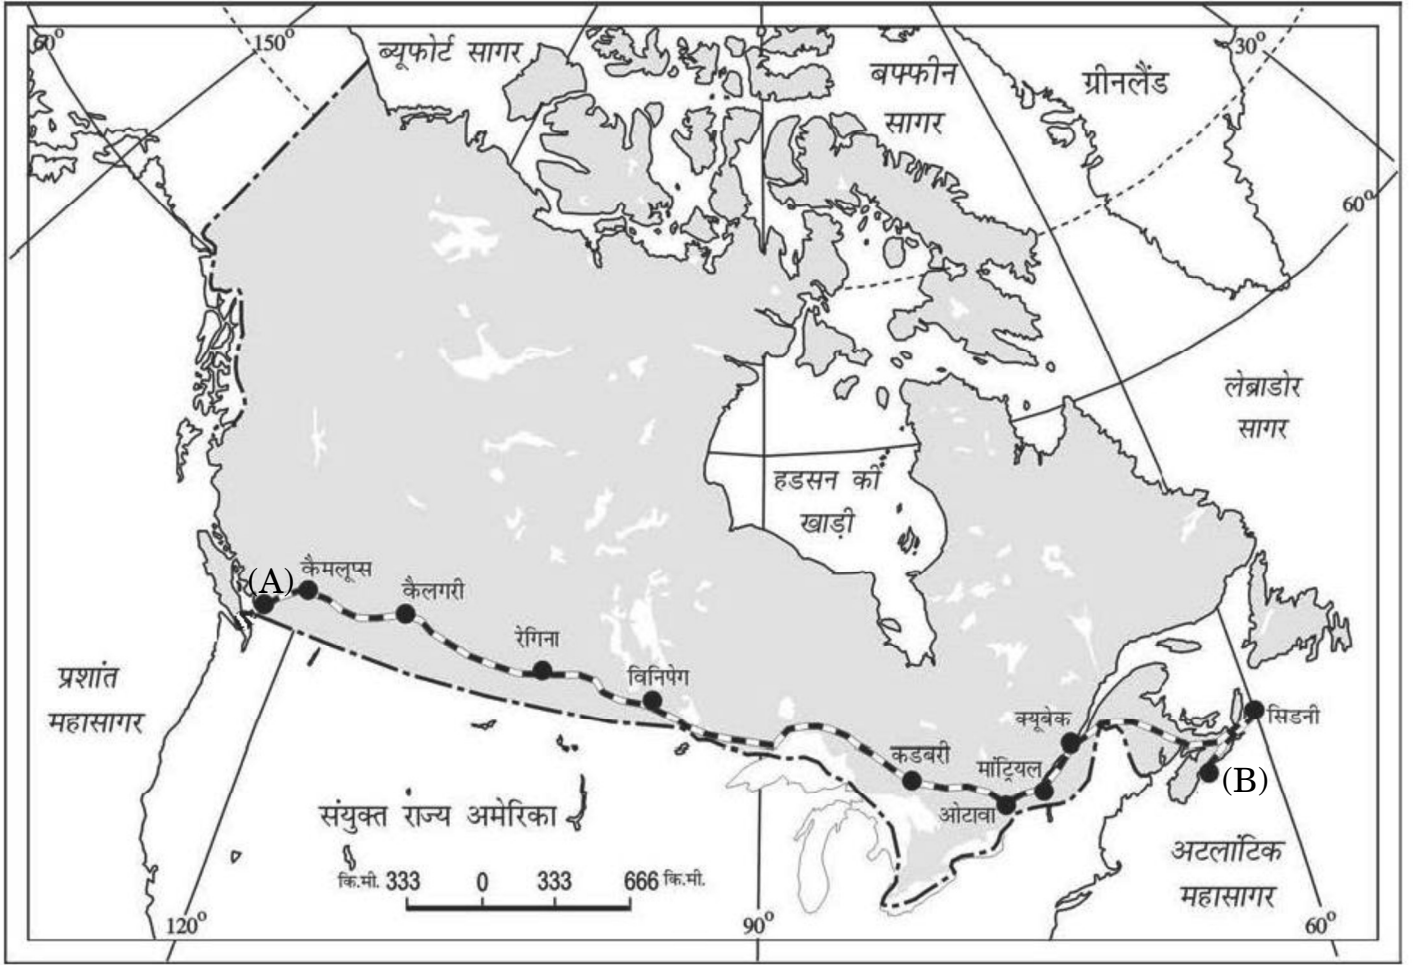 60°
150°
ब्यूफोर्ट सागर
बफ्फीन
सागर
ग्रीनलैंड
30°
60°
लेब्राडोर
सागर
हडसन की
खाड़ी
(A)
कैमलूप्स
कैलगरी
रेगिना
विनिपेग
प्रशांत
महासागर
क्यूबेक
सिडनी
कडबरी
मांट्रियल
(B)
ओटावा
संयुक्त राज्य अमेरिका
अटलांटिक
महासागर
कि.मी. 333 0 333 666 कि.मी.
120°
90°
60°